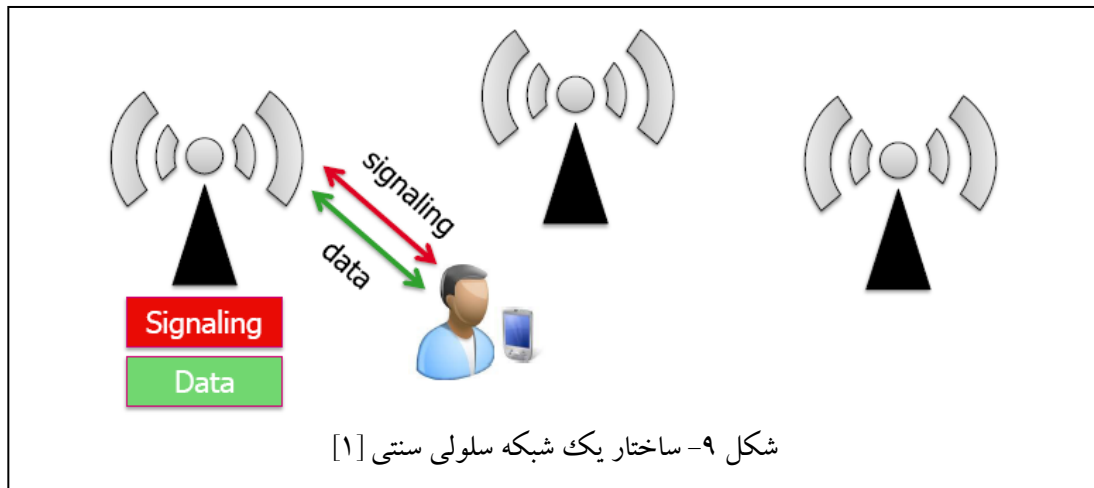 signaling
data
Signaling
Data
شکل ۹- ساختار یک شبکه سلولی سنتی [۱]